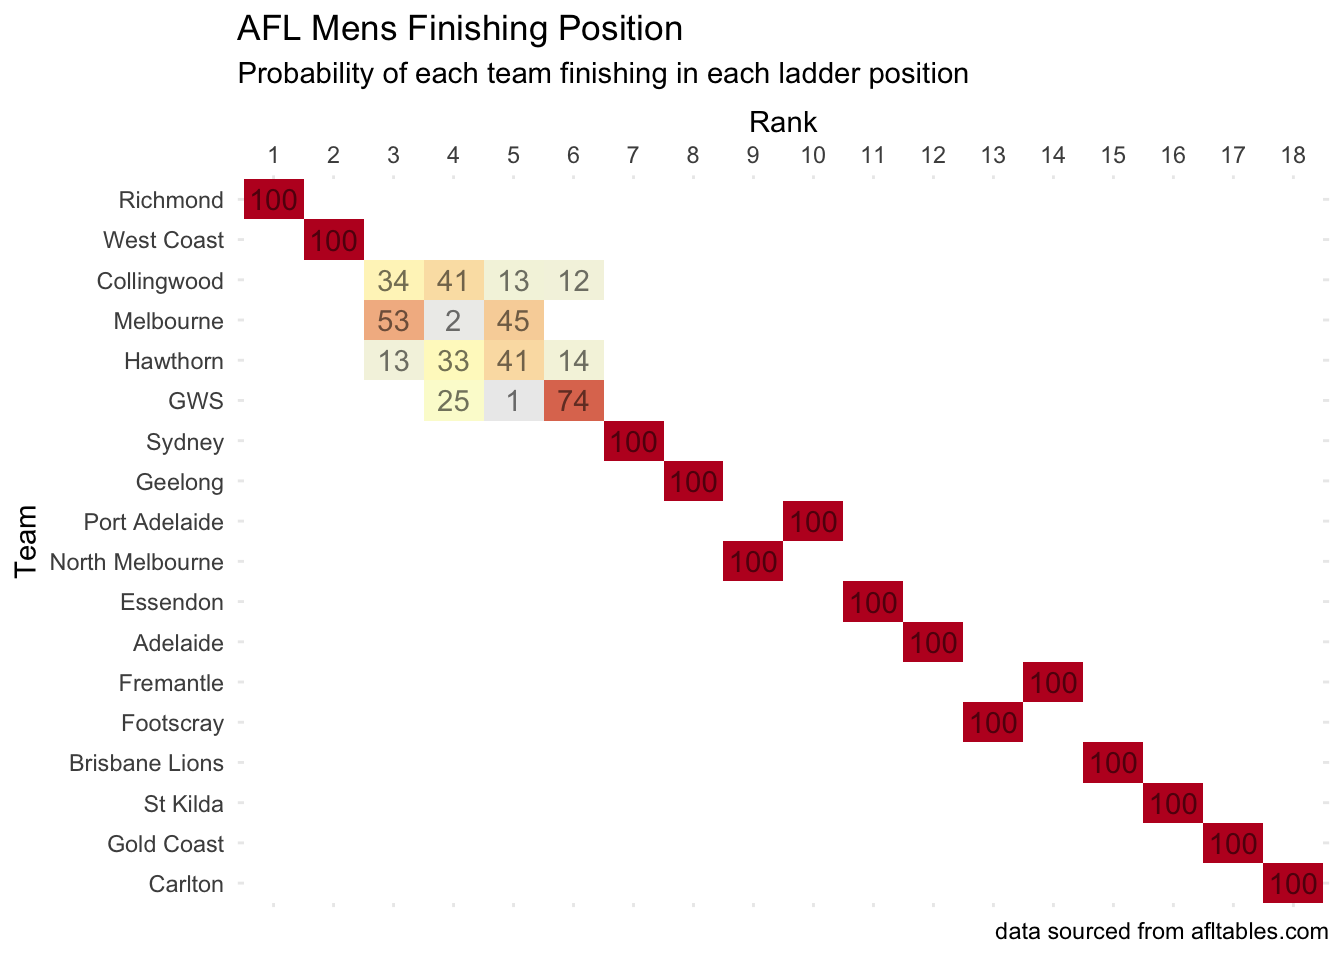 AFL Mens Finishing Position
Probability of each team finishing in each ladder position
Rank
1 2 3 4 5 6 7 8 9 10 11 12 13 14 15 16 17 18
Richmond 100
West Coast 100
Collingwood 34 41 13 12
Melbourne 53 2 45
Hawthorn 13 33 41 14
GWS 25 1 74
Sydney 100
Geelong 100
Port Adelaide 100
North Melbourne 100
Essendon 100
Adelaide 100
Fremantle 100
Footscray 100
Brisbane Lions 100
St Kilda 100
Gold Coast 100
Carlton 100
Team
data sourced from afltables.com